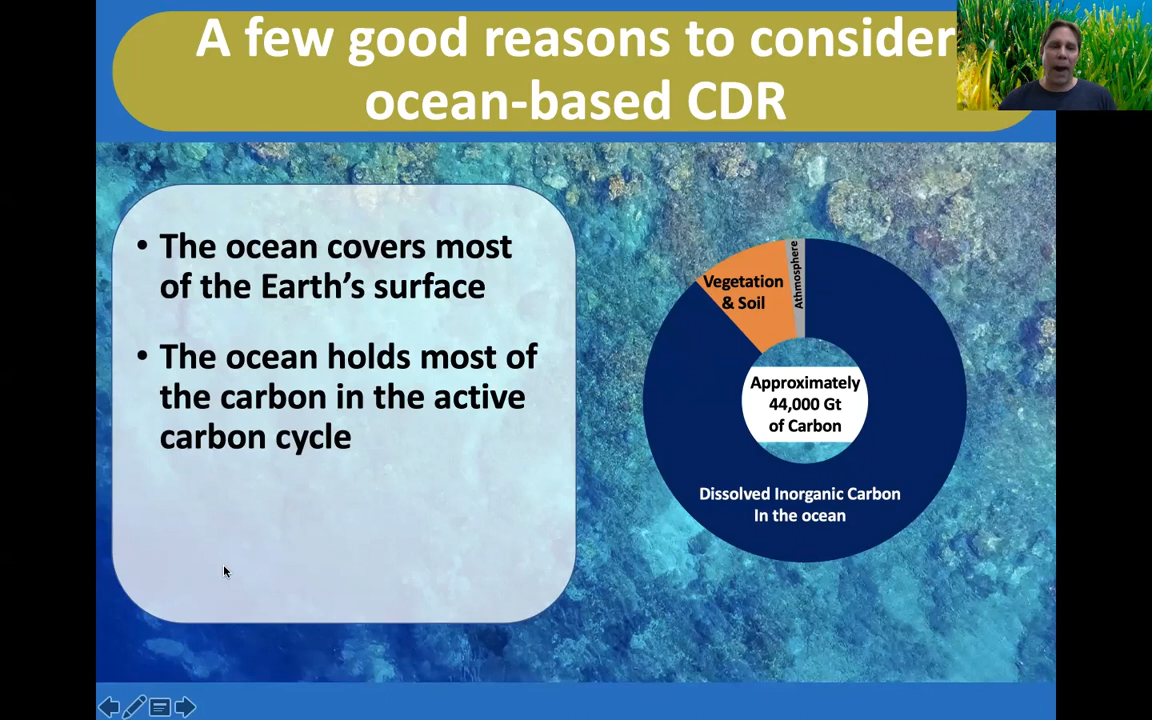 A few good reasons to consider
ocean-based CDR
• The ocean covers most
of the Earth’s surface
• The ocean holds most of
the carbon in the active
carbon cycle
Vegetation
& Soil
Athmosphere
Approximately
44,000 Gt
of Carbon
Dissolved Inorganic Carbon
In the ocean